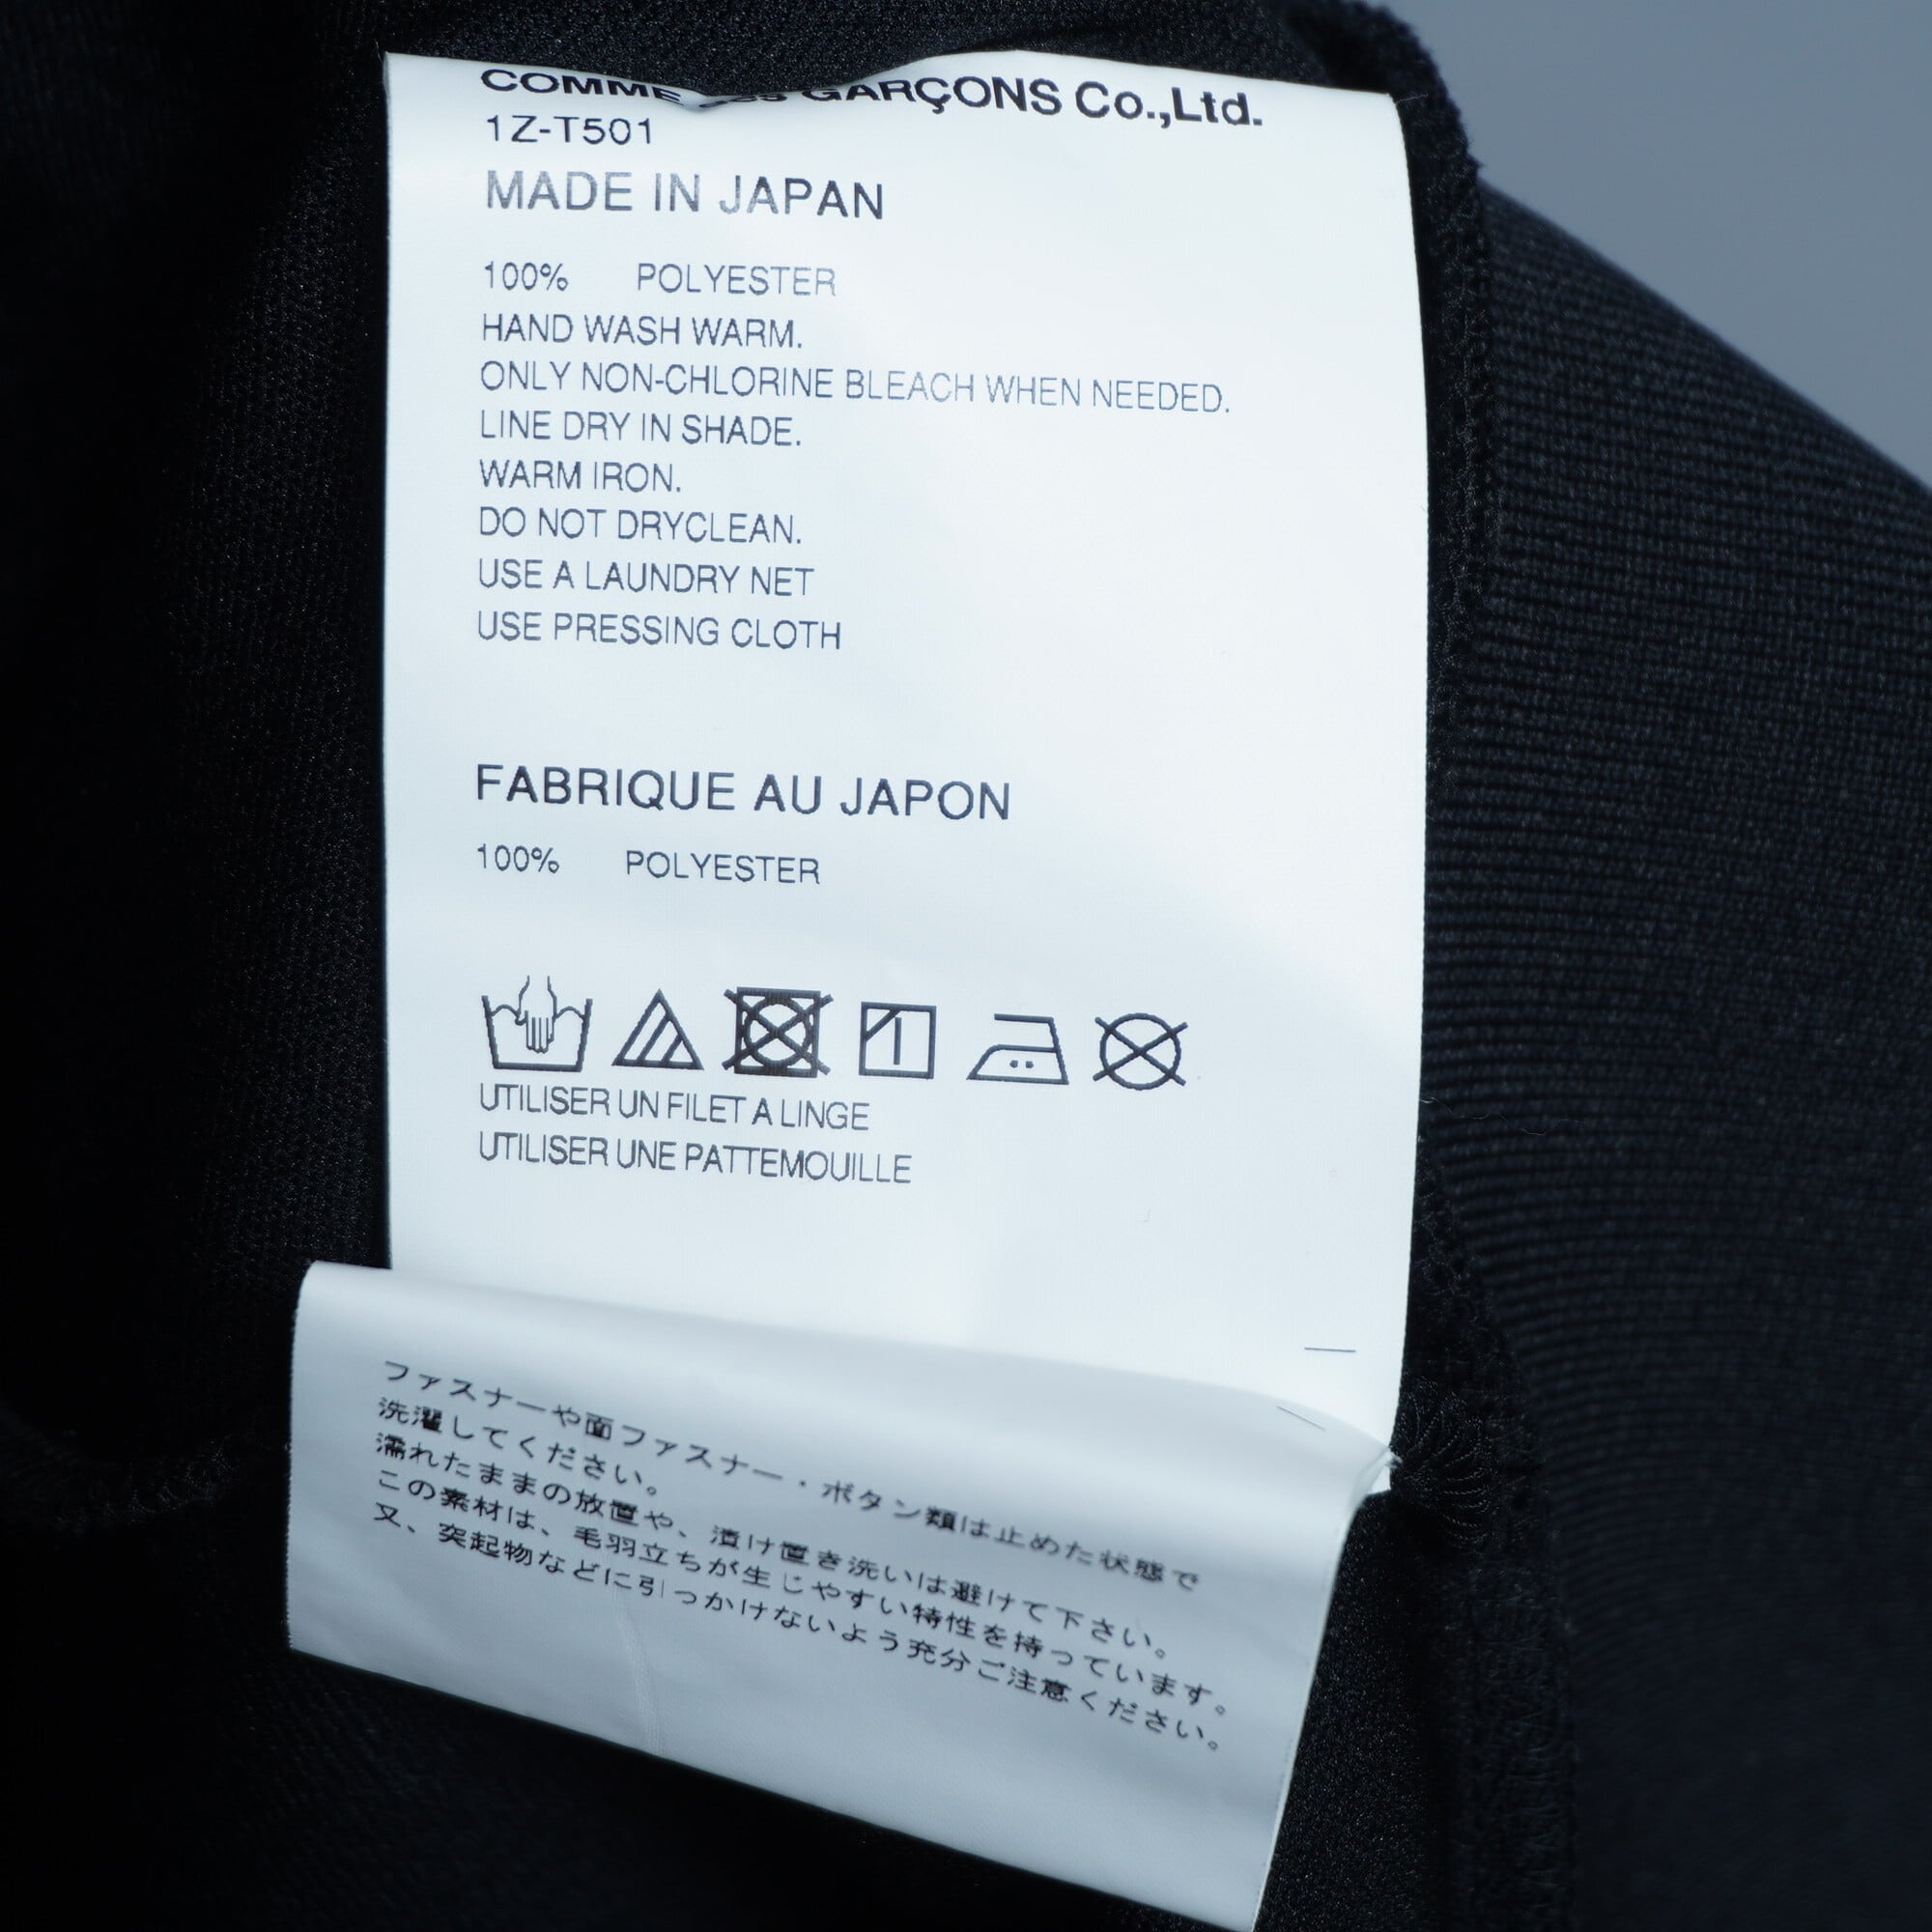 COMME des GARÇONS Co.,Ltd.
1Z-T501
MADE IN JAPAN
100% POLYESTER
HAND WASH WARM.
ONLY NON-CHLORINE BLEACH WHEN NEEDED.
LINE DRY IN SHADE.
WARM IRON.
DO NOT DRYCLEAN.
USE A LAUNDRY NET
USE PRESSING CLOTH
FABRIQUE AU JAPON
100% POLYESTER
UTILISER UN FILET A LINGE
UTILISER UNE PATTEMOUILLE
ファスナーや面ファスナー・ボタン類は止めた状態で
洗濯してください。
濡れたままの放置や、漬け置き洗いは避けて下さい。
この素材は、毛羽立ちが生じやすい特性を持っています。
又、突起物などに引っかけないよう充分ご注意ください。